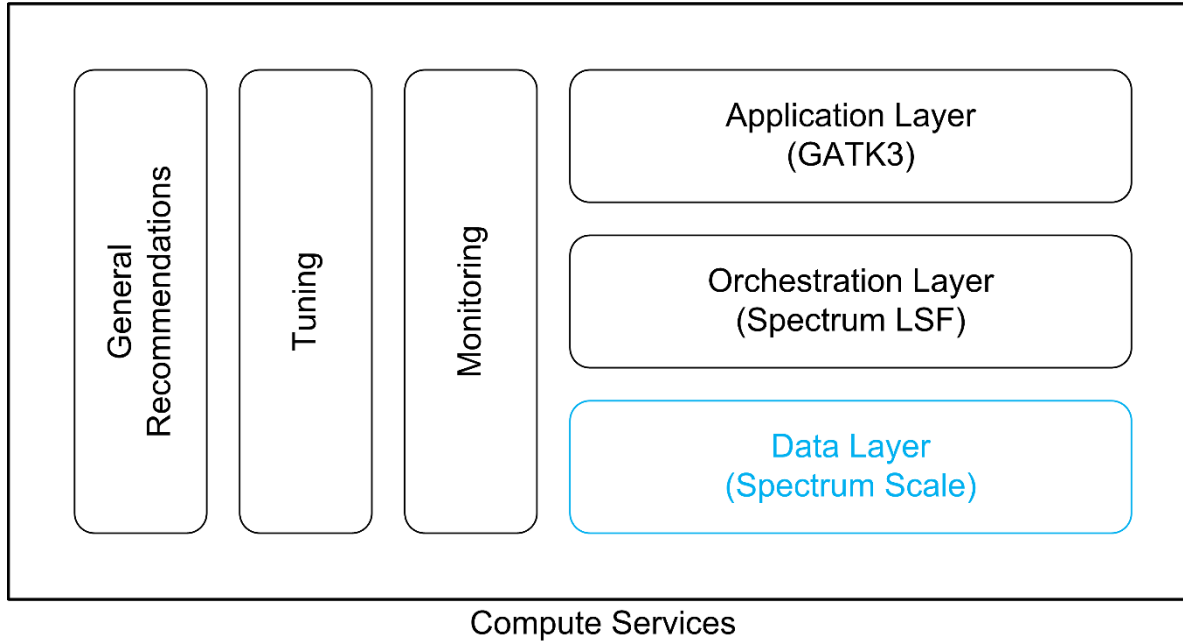 General
Recommendations
Tuning
Monitoring
Application Layer
(GATK3)
Orchestration Layer
(Spectrum LSF)
Data Layer
(Spectrum Scale)
Compute Services